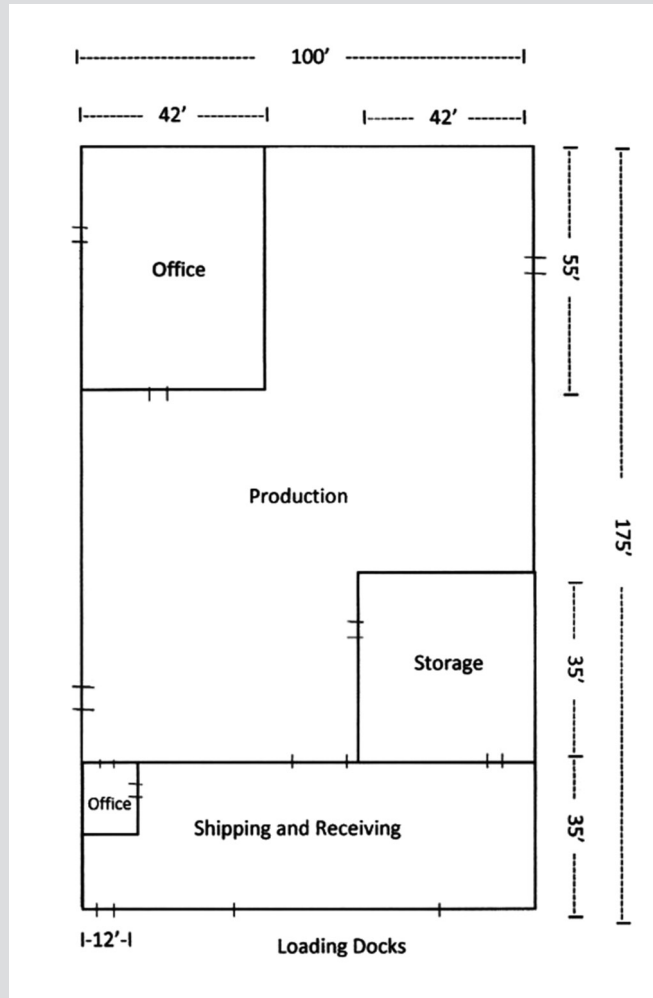 100'
42'
42'
55'
Office
Production
175'
Storage
35'
Office
Shipping and Receiving
35'
12'
Loading Docks